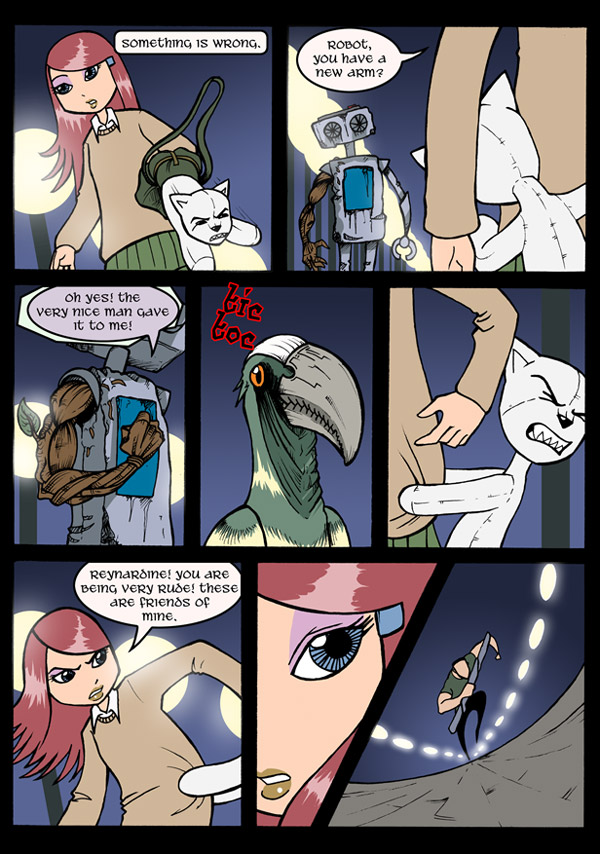 Something is wrong.
Robot,
you have a
new arm?
Oh yes! the
very nice man gave
it to me!
tic
toc
Reynardine! you are
being very rude! these
are friends of
mine.